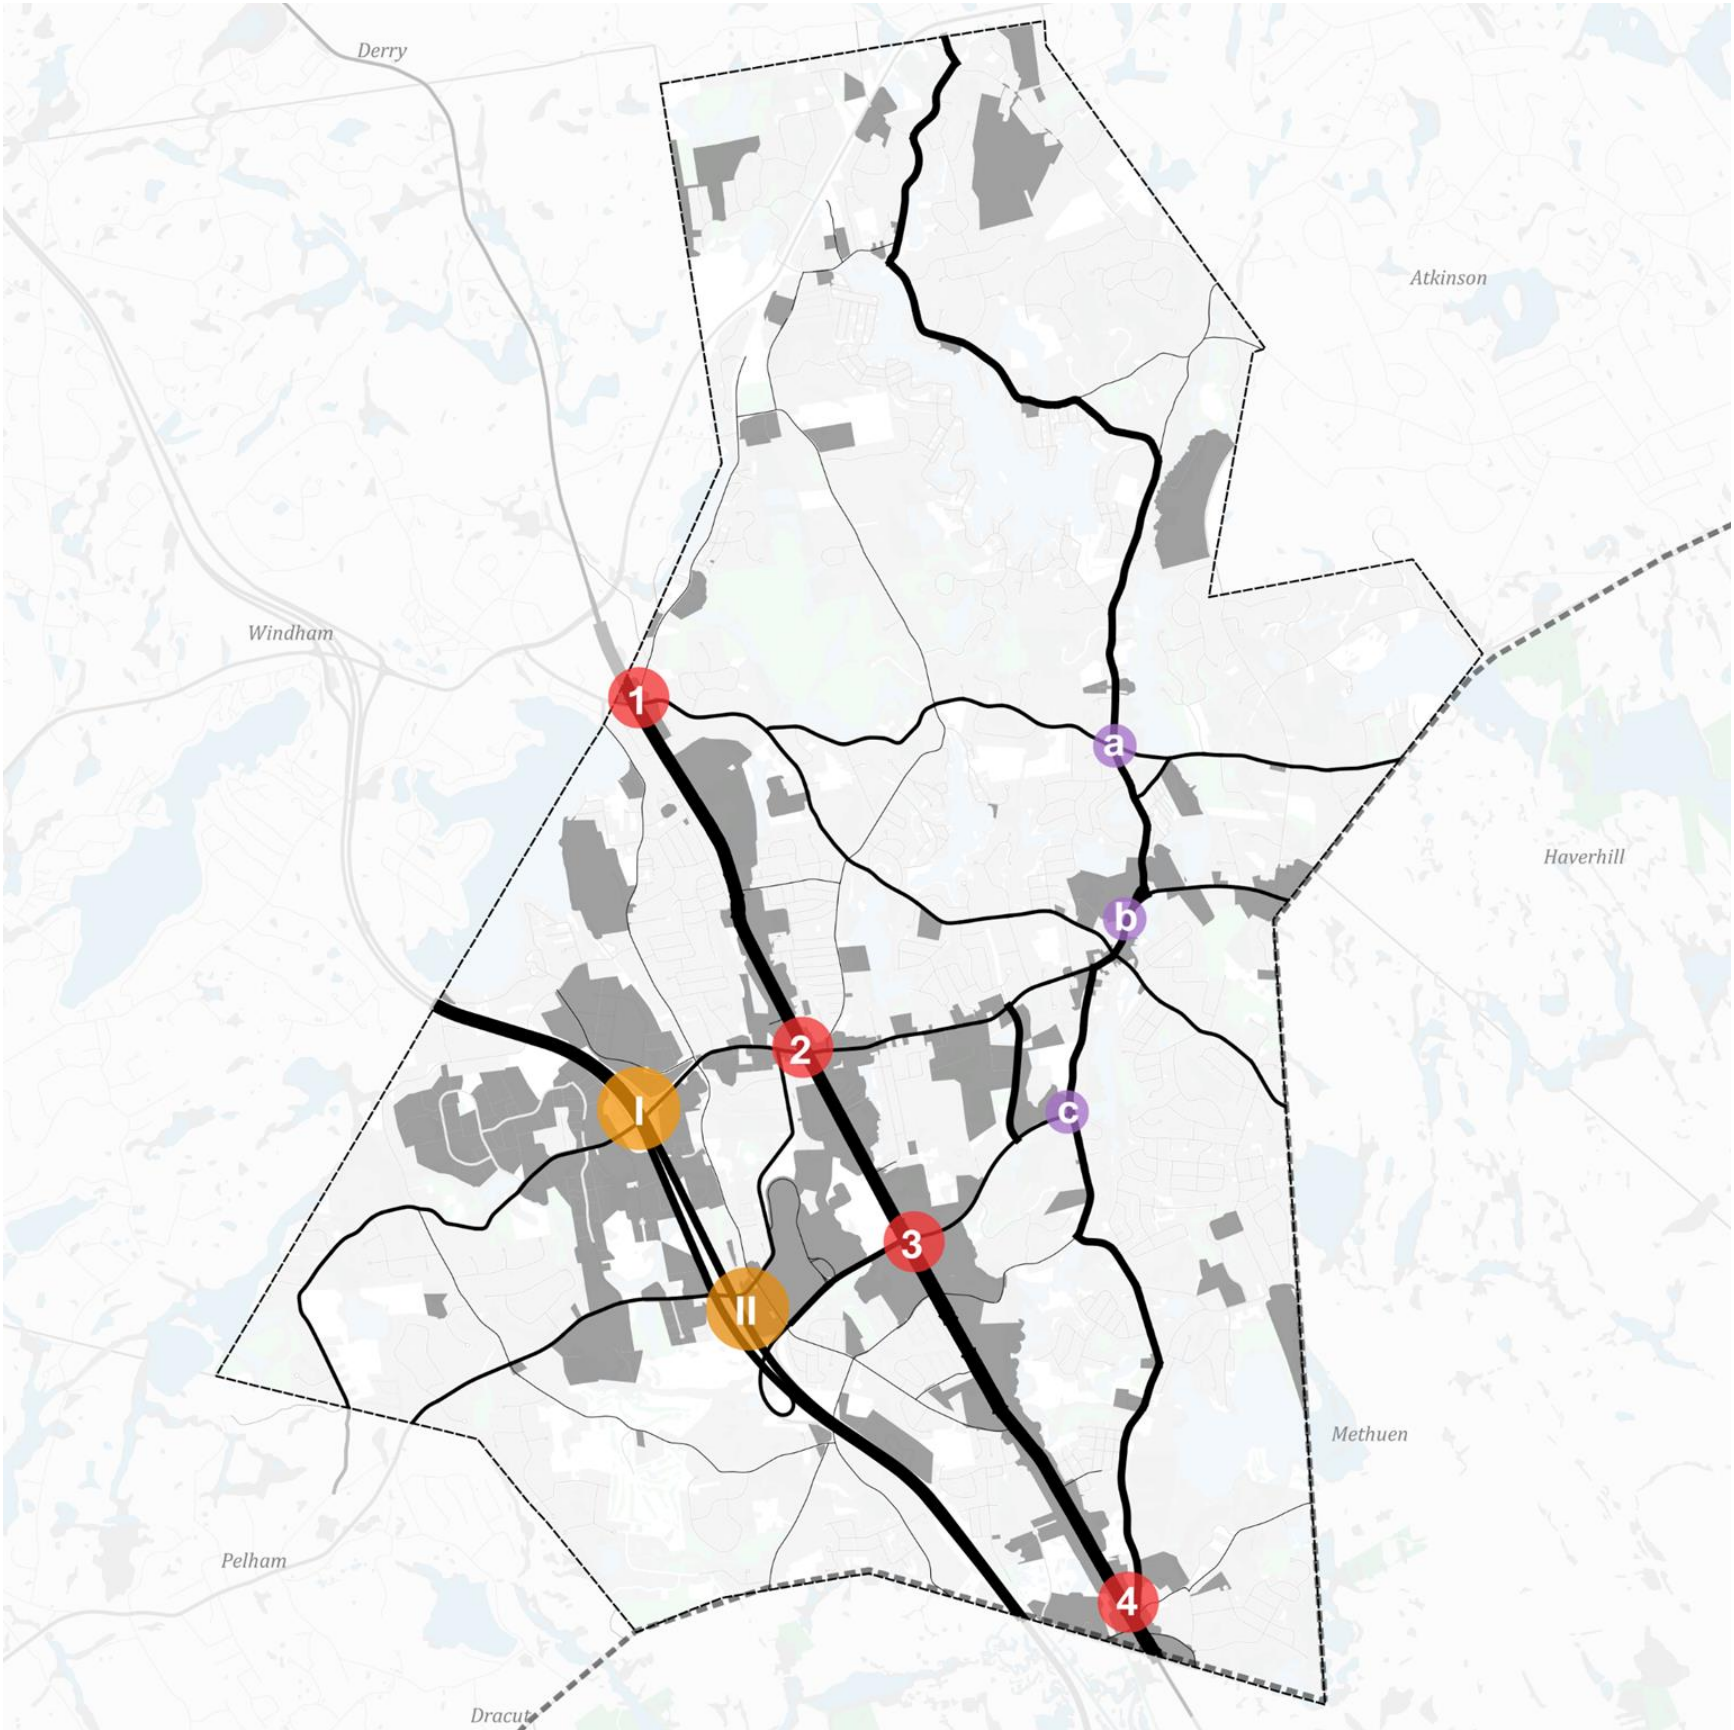 Derry
Atkinson
Windham
1
a
Haverhill
b
2
I
c
3
II
Methuen
Pelham
4
Dracut